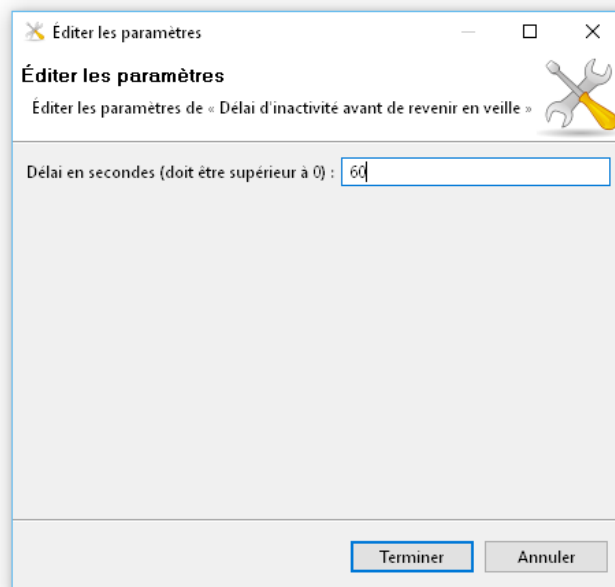 Éditer les paramètres
Éditer les paramètres
Éditer les paramètres de « Délai d'inactivité avant de revenir en veille »
Délai en secondes (doit être supérieur à 0) : 60
Terminer Annuler